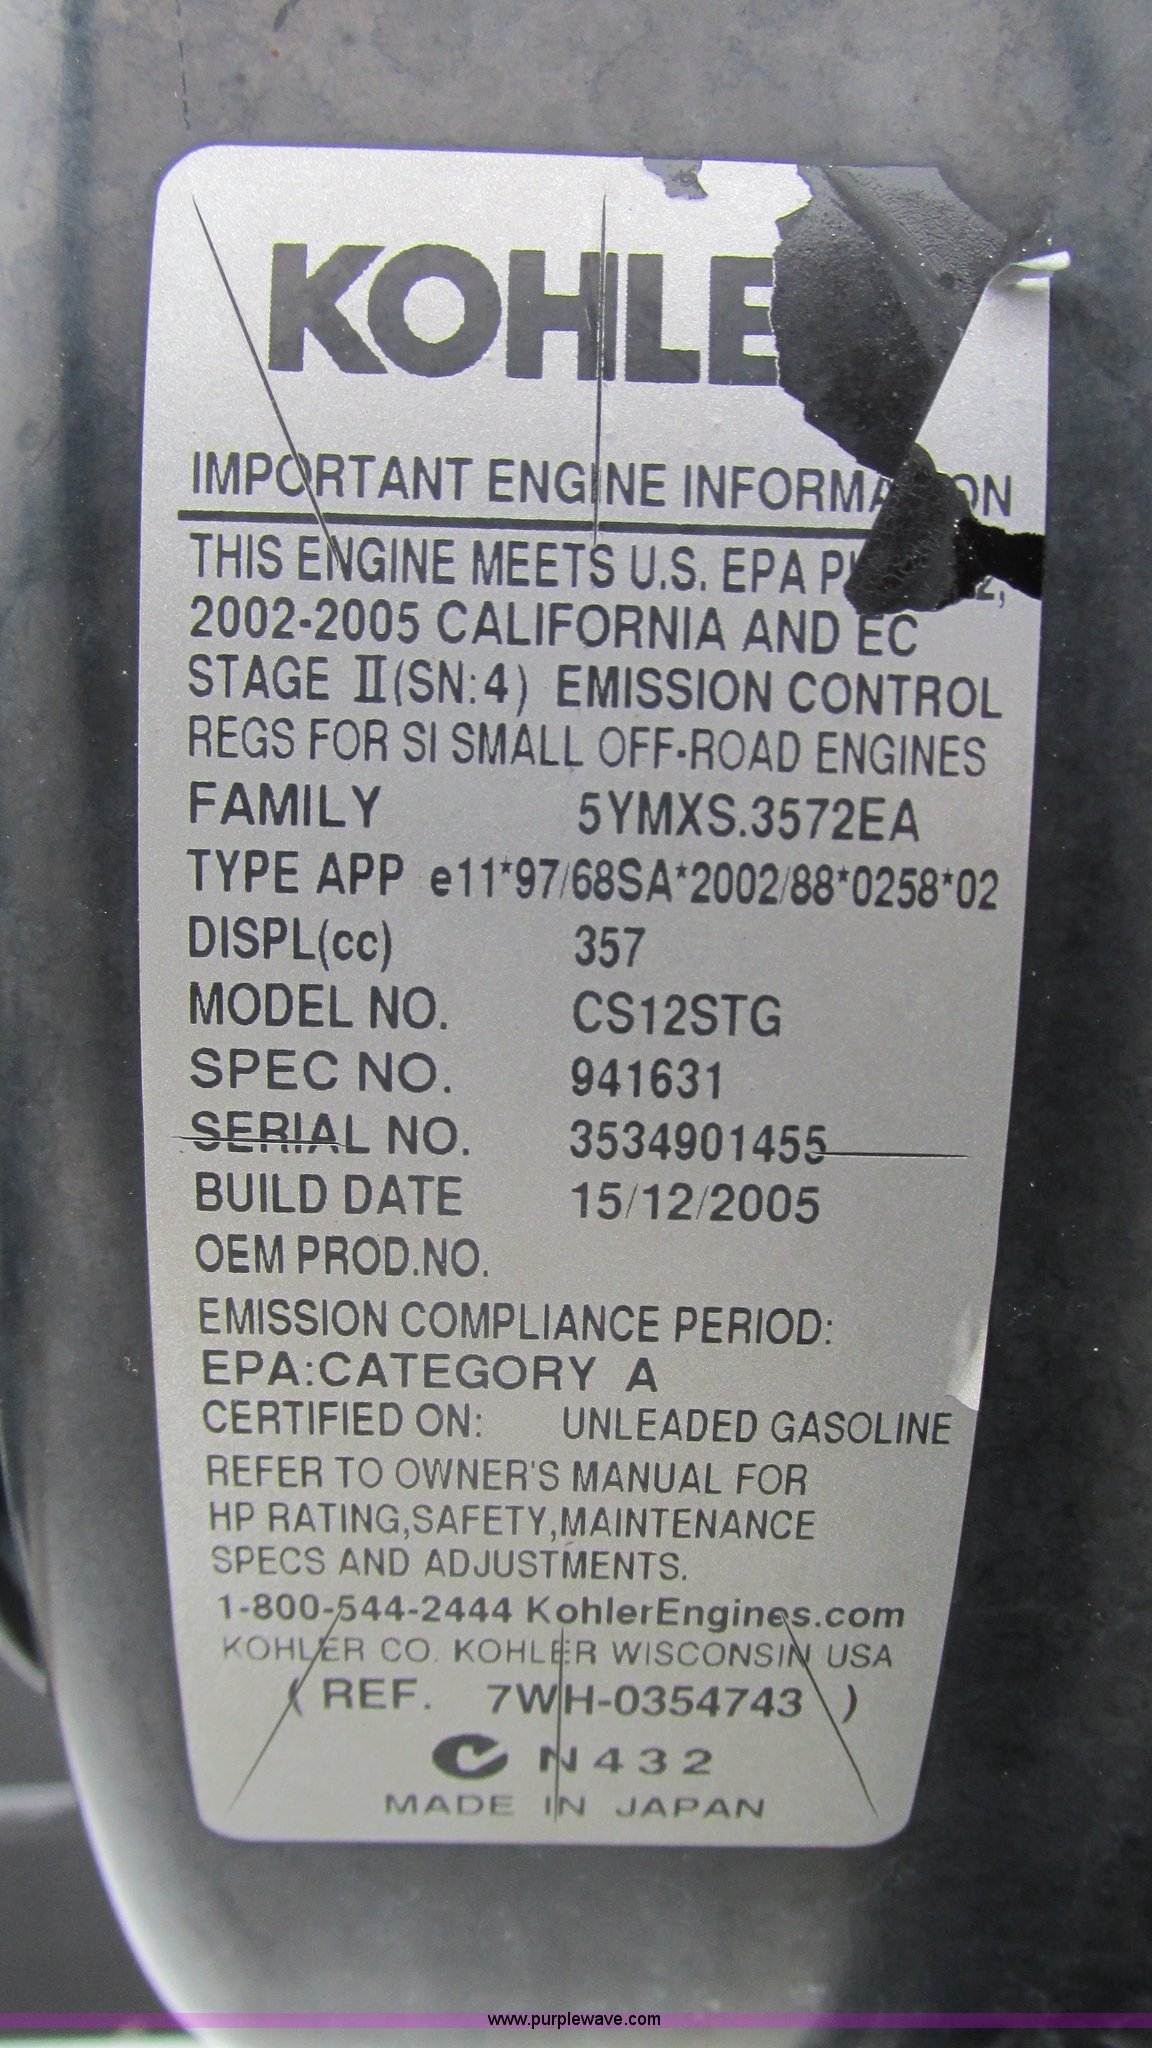 KOHLE
IMPORTANT ENGINE
THIS ENGINE MEETS U.S. EPA
2002-2005 CALIFORNIA AND EC
STAGE II (SN:4) EMISSION CONTROL
REGS FOR SI SMALL OFF-ROAD ENGINES
FAMILY 5YMXS.3572EA
TYPE APP e11*97/68SA*2002/88*0258*02
DISPL(cc) 357
MODEL NO. CS12STG
SPEC NO. 941631
SERIAL NO. 3534901455
BUILD DATE 15/12/2005
OEM PROD.NO.
EMISSION COMPLIANCE PERIOD:
EPA:CATEGORY A
CERTIFIED ON: UNLEADED GASOLINE
REFER TO OWNER'S MANUAL FOR
HP RATING,SAFETY,MAINTENANCE
SPECS AND ADJUSTMENTS.
1-800-544-2444 KohlerEngines.com
KOHLER CO. KOHLER WISCONSIN USA
( REF. 7WH-0354743 )
N432
MADE IN JAPAN
www.purplewave.com